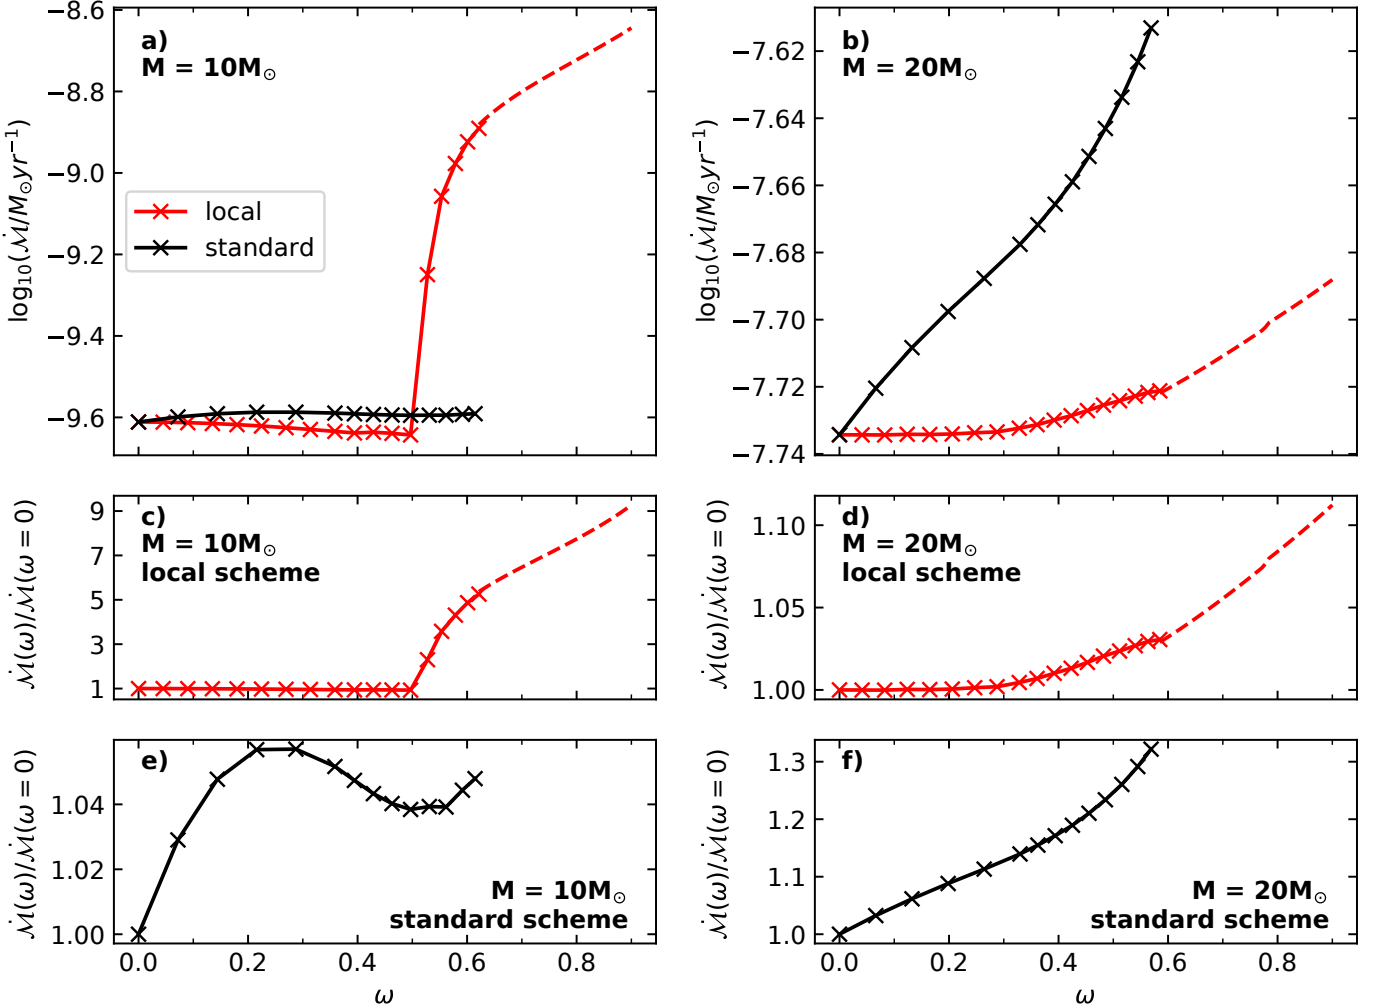 a)
M = 10M⊙
log₁₀(Ṁ/M⊙yr⁻¹)
−8.6
−8.8
−9.0
−9.2
−9.4
−9.6
local
standard
b)
M = 20M⊙
log₁₀(Ṁ/M⊙yr⁻¹)
−7.62
−7.64
−7.66
−7.68
−7.70
−7.72
−7.74
c)
M = 10M⊙
local scheme
Ṁ(ω)/Ṁ(ω = 0)
9
7
5
3
1
d)
M = 20M⊙
local scheme
Ṁ(ω)/Ṁ(ω = 0)
1.10
1.05
1.00
e)
M = 10M⊙
standard scheme
Ṁ(ω)/Ṁ(ω = 0)
1.04
1.02
1.00
0.0 0.2 0.4 0.6 0.8
ω
f)
M = 20M⊙
standard scheme
Ṁ(ω)/Ṁ(ω = 0)
1.3
1.2
1.1
1.0
0.0 0.2 0.4 0.6 0.8
ω